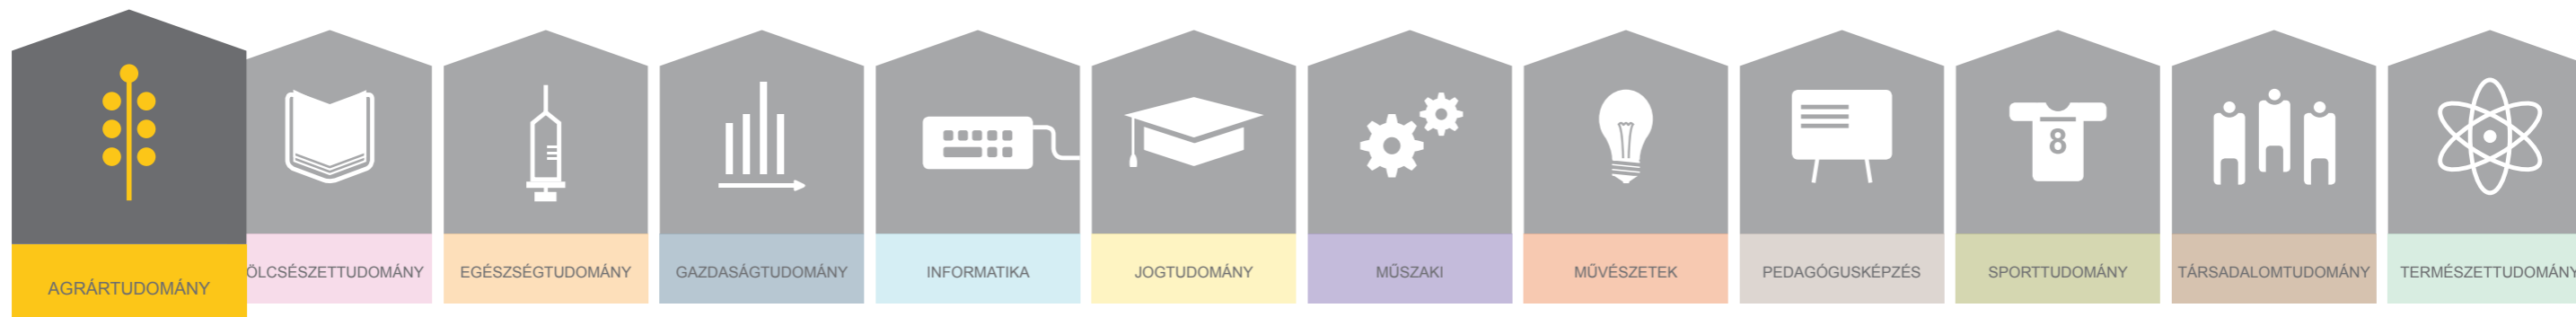 AGRÁRTUDOMÁNY
ÖLCSÉSZETTUDOMÁNY
EGÉSZSÉGTUDOMÁNY
GAZDASÁGTUDOMÁNY
INFORMATIKA
JOGTUDOMÁNY
MŰSZAKI
MŰVÉSZETEK
PEDAGÓGUSKÉPZÉS
8
SPORTTUDOMÁNY
TÁRSADALOMTUDOMÁNY
TERMÉSZETTUDOMÁNY